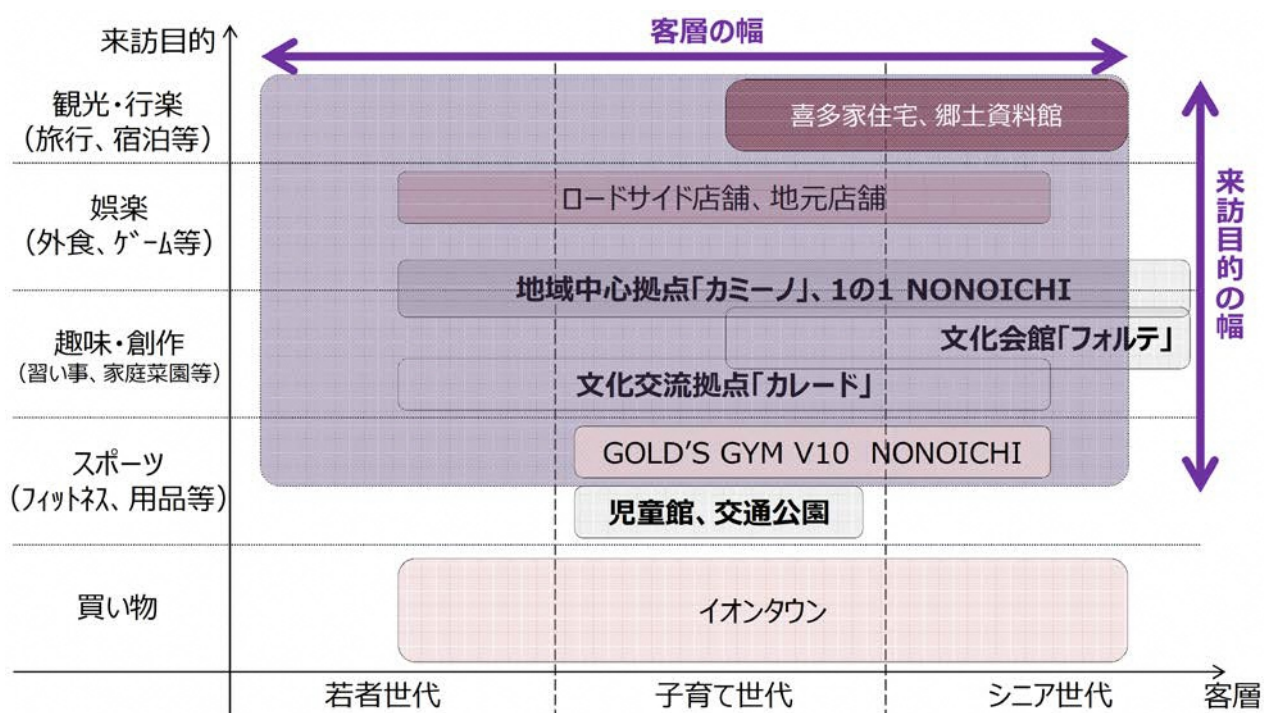 来訪目的
客層の幅
観光・行楽
(旅行、宿泊等)
喜多家住宅、郷土資料館
娯楽
(外食、ゲーム等)
ロードサイド店舗、地元店舗
来訪目的の幅
地域中心拠点「カミーノ」、1の1 NONOICHI
趣味・創作
(習い事、家庭菜園等)
文化会館「フォルテ」
文化交流拠点「カレード」
スポーツ
(フィットネス、用品等)
GOLD'S GYM V10 NONOICHI
児童館、交通公園
買い物
イオンタウン
若者世代
子育て世代
シニア世代
客層